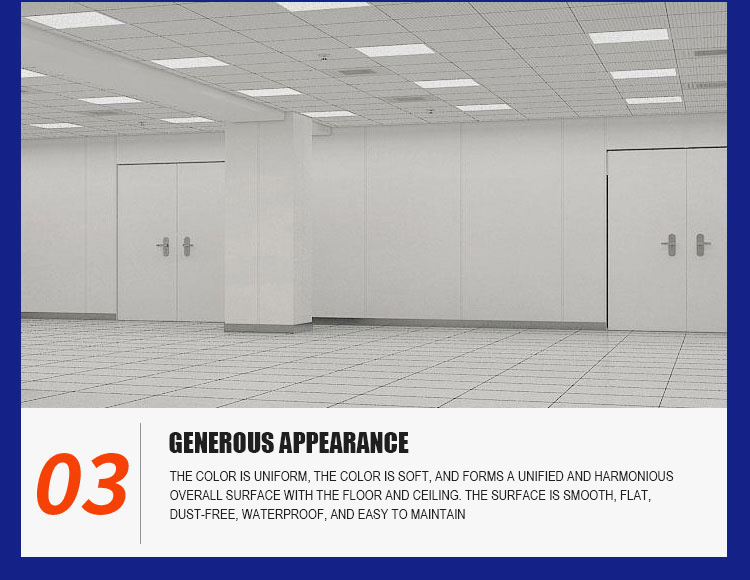 03
GENEROUS APPEARANCE
THE COLOR IS UNIFORM, THE COLOR IS SOFT, AND FORMS A UNIFIED AND HARMONIOUS
OVERALL SURFACE WITH THE FLOOR AND CEILING. THE SURFACE IS SMOOTH, FLAT,
DUST-FREE, WATERPROOF, AND EASY TO MAINTAIN